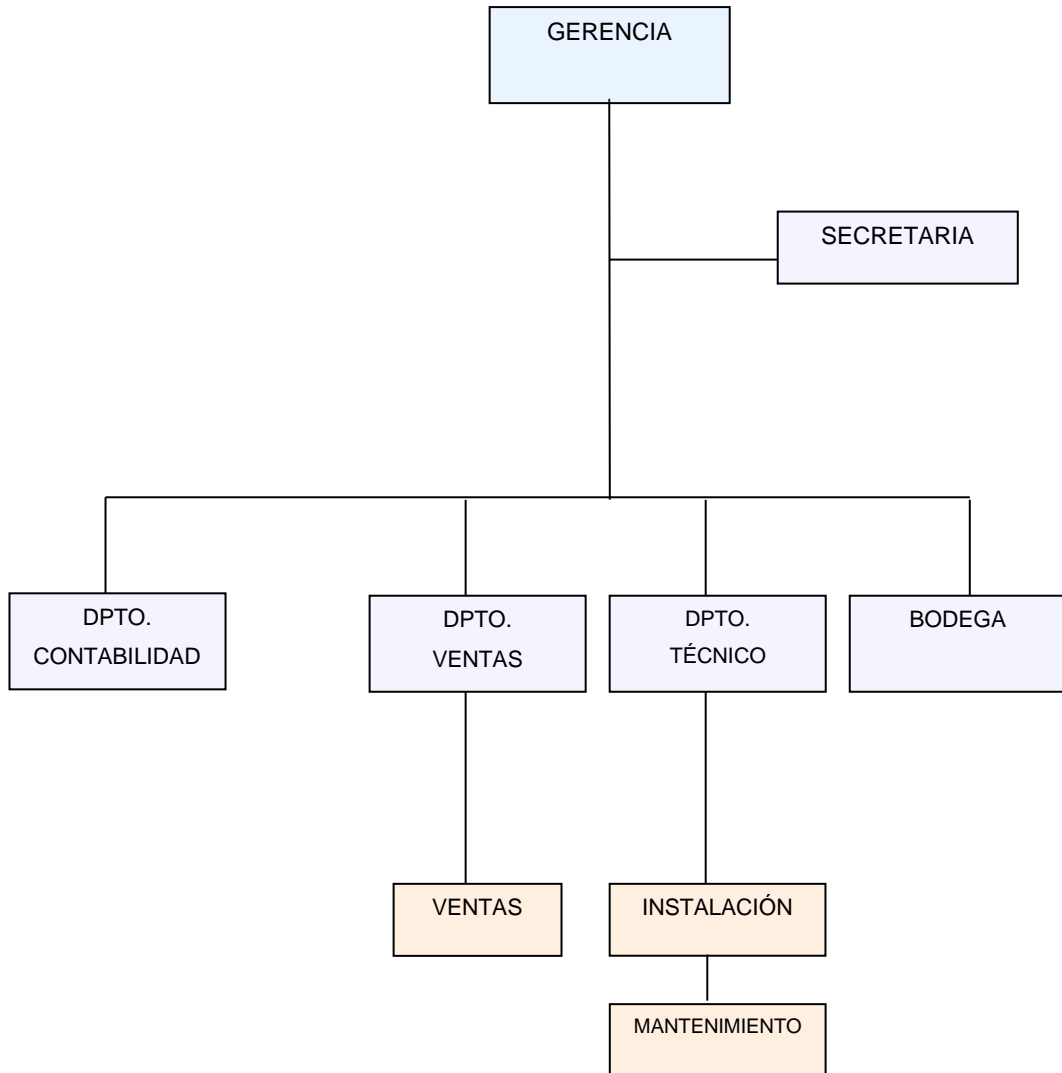 GERENCIA
SECRETARIA
DPTO.
CONTABILIDAD
DPTO.
VENTAS
DPTO.
TÉCNICO
BODEGA
VENTAS
INSTALACIÓN
MANTENIMIENTO